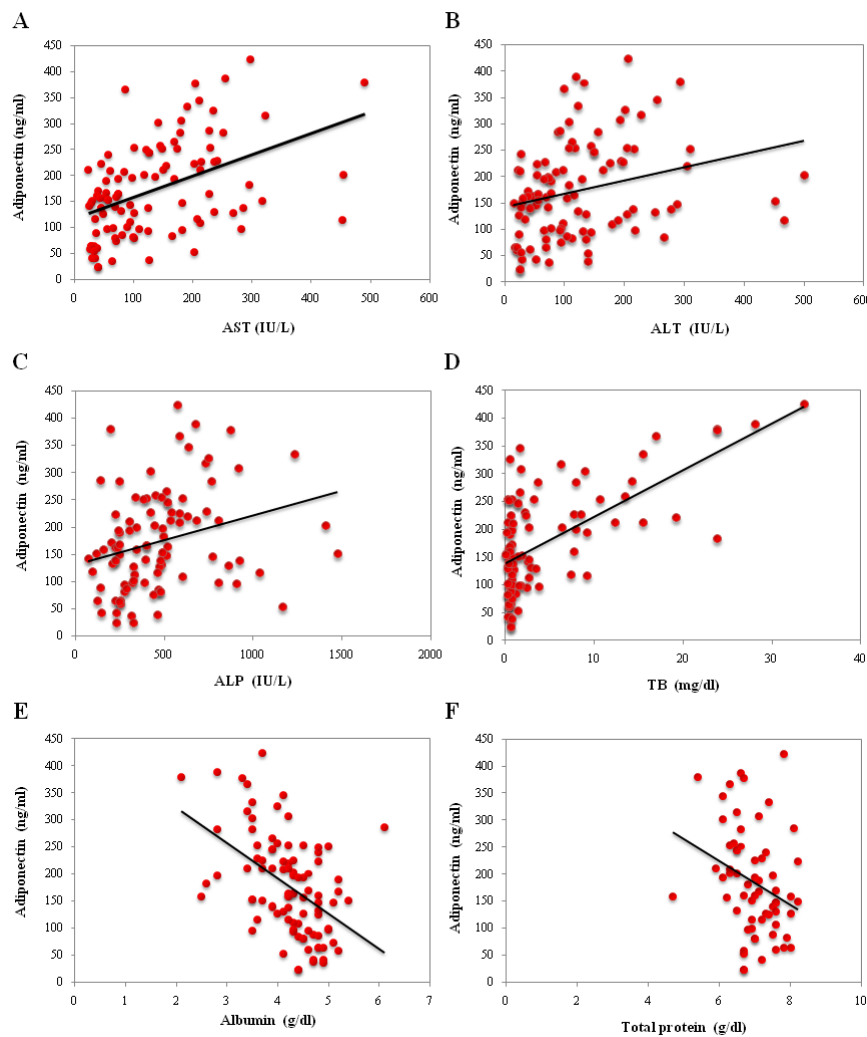 A
B
Adiponectin (ng/ml)
450
400
350
300
250
200
150
100
50
0
0 100 200 300 400 500 600
AST (IU/L)
Adiponectin (ng/ml)
450
400
350
300
250
200
150
100
50
0
0 100 200 300 400 500 600
ALT (IU/L)
C
D
Adiponectin (ng/ml)
450
400
350
300
250
200
150
100
50
0
0 500 1000 1500 2000
ALP (IU/L)
Adiponectin (ng/ml)
450
400
350
300
250
200
150
100
50
0
0 10 20 30 40
TB (mg/dl)
E
F
Adiponectin (ng/ml)
450
400
350
300
250
200
150
100
50
0
0 1 2 3 4 5 6 7
Albumin (g/dl)
Adiponectin (ng/ml)
450
400
350
300
250
200
150
100
50
0
0 2 4 6 8 10
Total protein (g/dl)